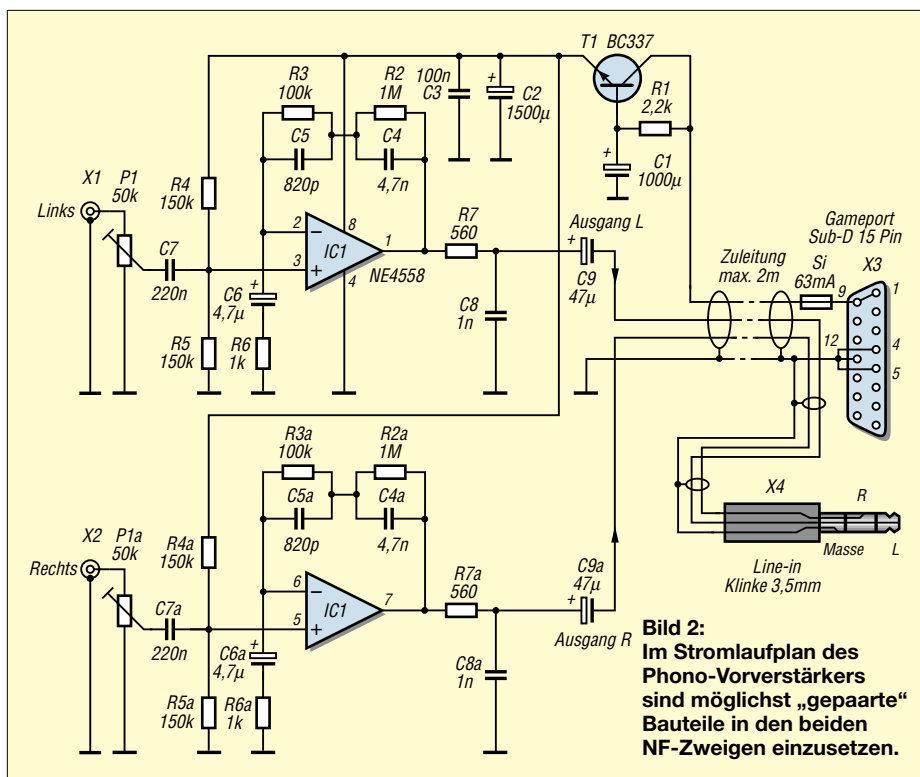 T1 BC337
R3
100k
R2
1M
100n
C3
+
C2
1500µ
R1
2,2k
C5
820p
C4
4,7n
+
C1
1000µ
X1
P1
50k
R4
150k
Links
C7
220n
2
−
8
3
+
IC1
1
4
NE4558
R7
560
Ausgang L
+
C9
47µ
Zuleitung
max. 2m
Gameport
Sub-D 15 Pin
Si
63mA
X3
9
1
12
4
5
+
C6
4,7µ
R5
150k
R6
1k
C8
1n
R3a
100k
R2a
1M
C5a
820p
C4a
4,7n
X2
P1a
50k
R4a
150k
Rechts
C7a
220n
6
−
5
+
IC1
7
R7a
560
C9a
47µ
+
Ausgang R
+
C6a
4,7µ
R5a
150k
R6a
1k
C8a
1n
X4
R
Masse
L
Line-in
Klinke 3,5mm
Bild 2:
Im Stromlaufplan des
Phono-Vorverstärkers
sind möglichst „gepaarte“
Bauteile in den beiden
NF-Zweigen einzusetzen.